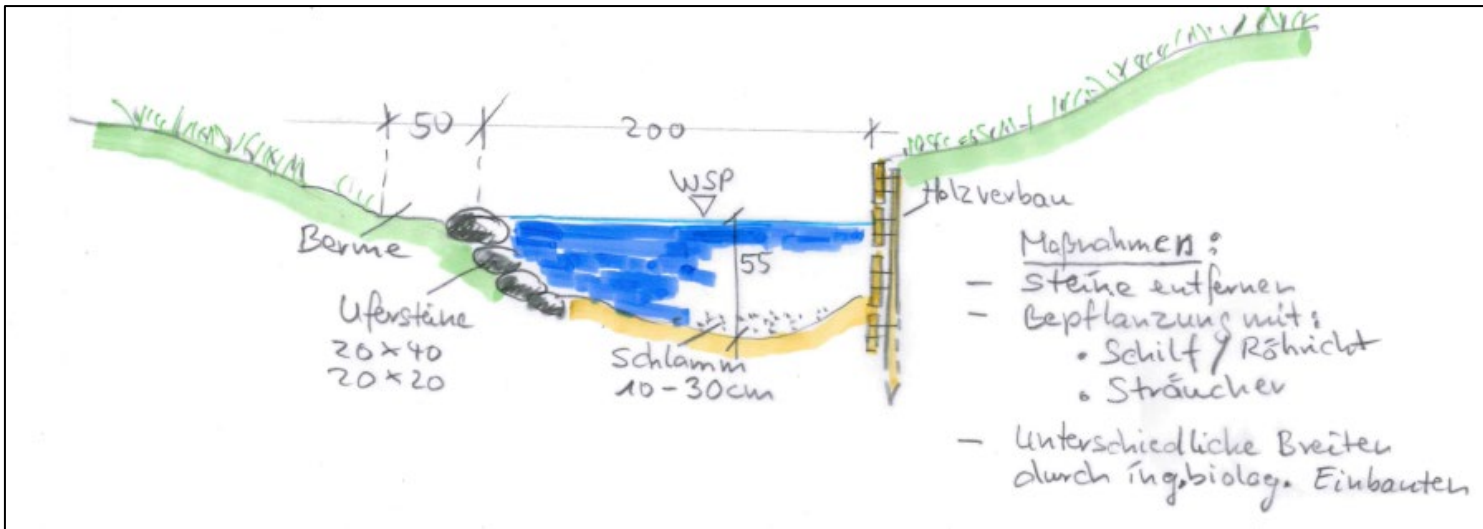 50
200
WSP
Holzverbau
Berme
55
Ufersteine
20×40
20×20
Schlamm
10-30cm
Maßnahmen:
- Steine entfernen
- Bepflanzung mit:
• Schilf / Röhricht
• Sträucher
- Unterschiedliche Breiten
durch ing.biolog. Einbauten